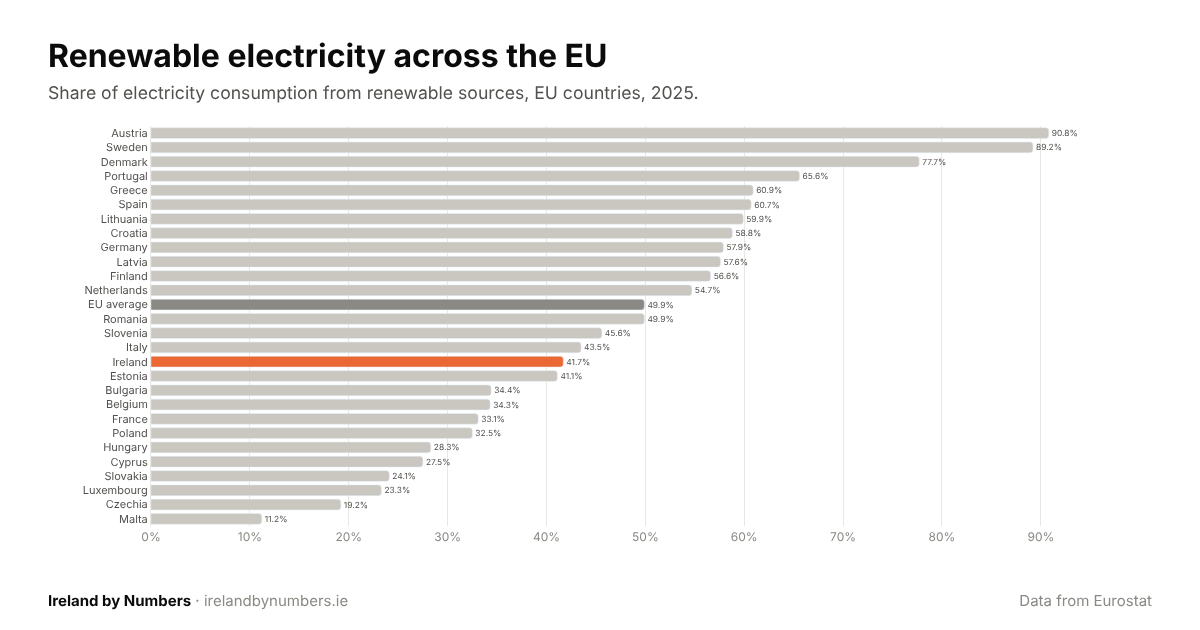 Renewable electricity across the EU
Share of electricity consumption from renewable sources, EU countries, 2025.
Austria 90.8%
Sweden 89.2%
Denmark 77.7%
Portugal 65.6%
Greece 60.9%
Spain 60.7%
Lithuania 59.9%
Croatia 58.8%
Germany 57.9%
Latvia 57.6%
Finland 56.6%
Netherlands 54.7%
EU average 49.9%
Romania 49.9%
Slovenia 45.6%
Italy 43.5%
Ireland 41.7%
Estonia 41.1%
Bulgaria 34.4%
Belgium 34.3%
France 33.1%
Poland 32.5%
Hungary 28.3%
Cyprus 27.5%
Slovakia 24.1%
Luxembourg 23.3%
Czechia 19.2%
Malta 11.2%
0% 10% 20% 30% 40% 50% 60% 70% 80% 90%
Ireland by Numbers · irelandbynumbers.ie Data from Eurostat